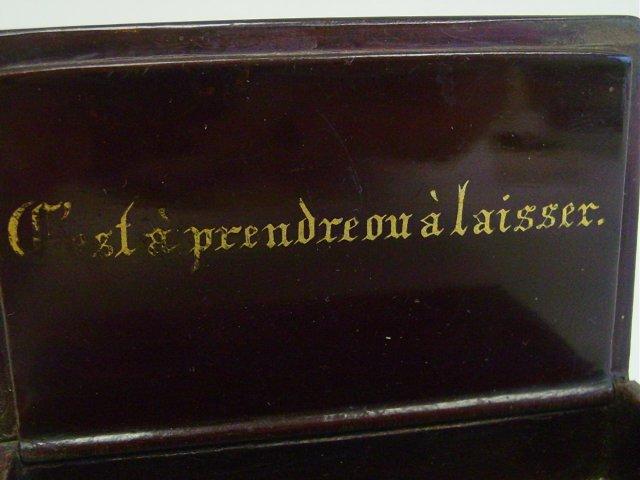 C'est à prendre ou à laisser.